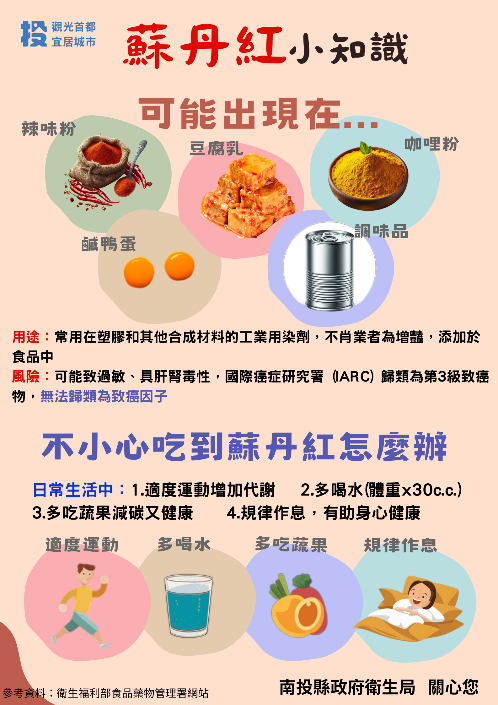 投 觀光首都
宜居城市
蘇丹紅小知識
可能出現在...
辣味粉
豆腐乳
咖哩粉
鹹鴨蛋
調味品
用途：常用在塑膠和其他合成材料的工業用染劑，不肖業者為增豔，添加於
食品中
風險：可能致過敏、具肝腎毒性，國際癌症研究署 (IARC) 歸類為第3級致癌
物，無法歸類為致癌因子
不小心吃到蘇丹紅怎麼辦
日常生活中：1.適度運動增加代謝 2.多喝水(體重x30c.c.)
3.多吃蔬果減碳又健康 4.規律作息，有助身心健康
適度運動 多喝水 多吃蔬果 規律作息
參考資料：衛生福利部食品藥物管理署網站
南投縣政府衛生局 關心您